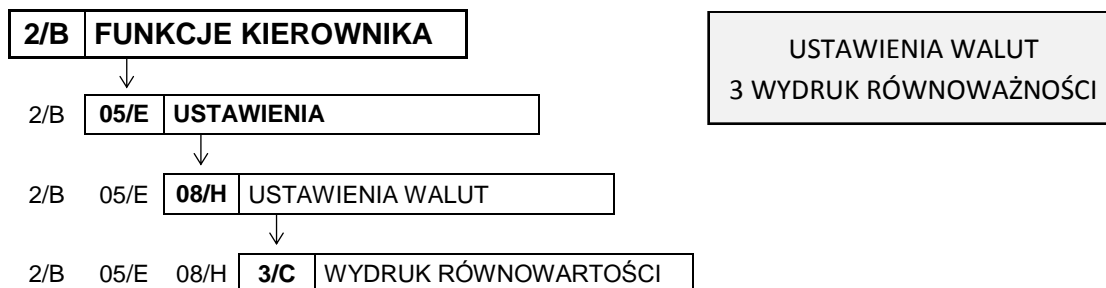 2/B FUNKCJE KIEROWNIKA
2/B 05/E USTAWIENIA
2/B 05/E 08/H USTAWIENIA WALUT
2/B 05/E 08/H 3/C WYDRUK RÓWNOWARTOŚCI
USTAWIENIA WALUT
3 WYDRUK RÓWNOWAŻNOŚCI